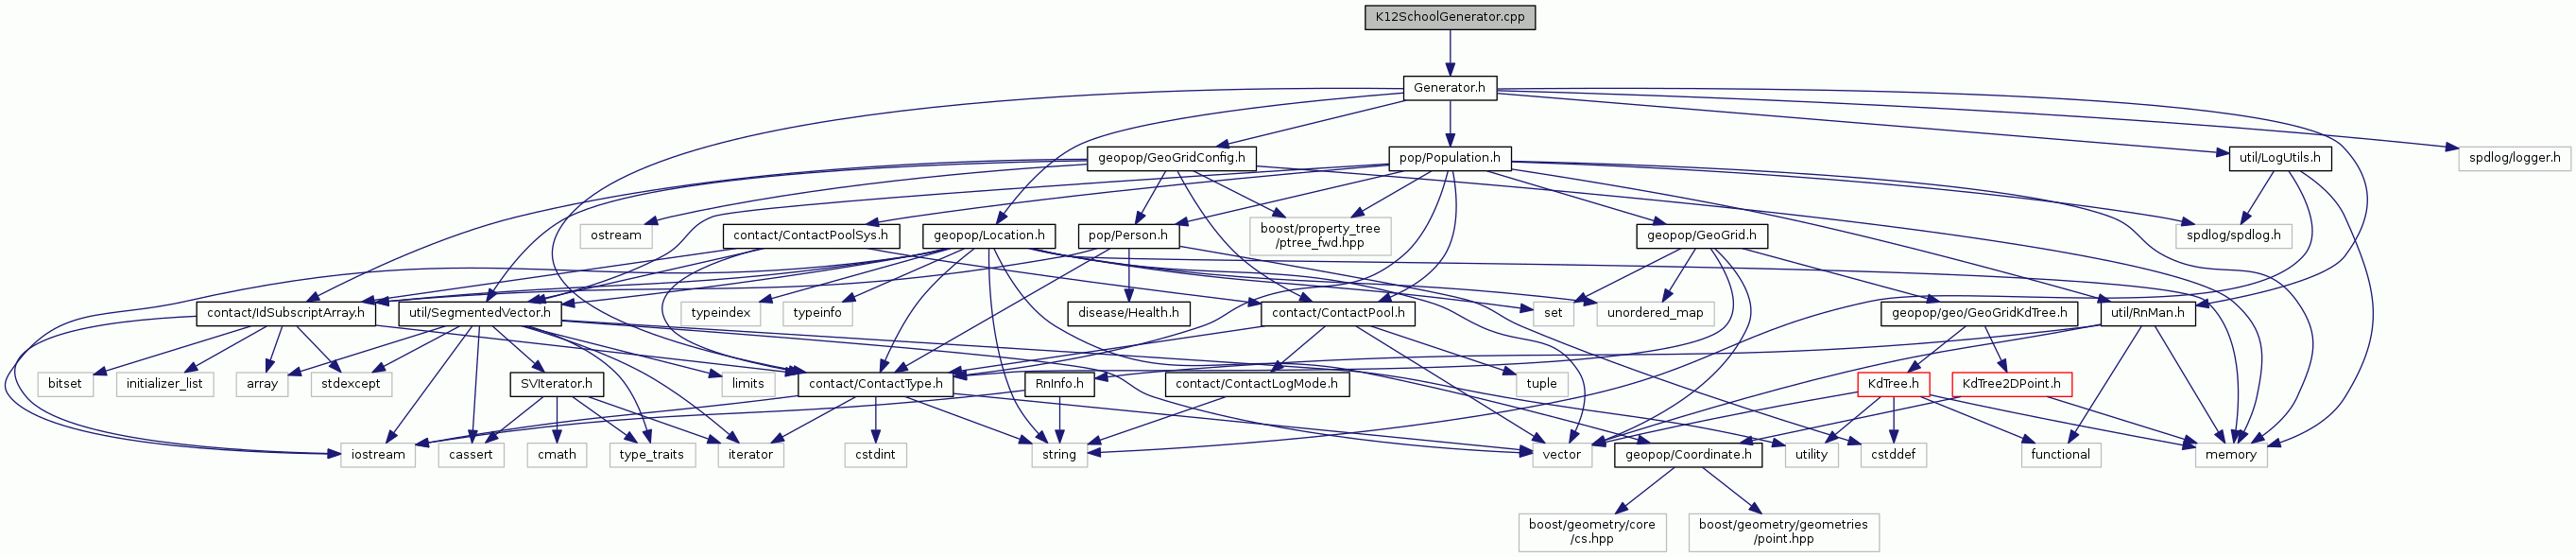 K12SchoolGenerator.cpp
Generator.h
geopop/GeoGridConfig.h
pop/Population.h
util/LogUtils.h
spdlog/logger.h
ostream
contact/ContactPoolSys.h
geopop/Location.h
pop/Person.h
boost/property_tree
/ptree_fwd.hpp
geopop/GeoGrid.h
spdlog/spdlog.h
contact/IdSubscriptArray.h
util/SegmentedVector.h
typeindex
typeinfo
disease/Health.h
contact/ContactPool.h
set
unordered_map
geopop/geo/GeoGridKdTree.h
util/RnMan.h
bitset
initializer_list
array
stdexcept
SVIterator.h
limits
contact/ContactType.h
RnInfo.h
contact/ContactLogMode.h
tuple
KdTree.h
KdTree2DPoint.h
iostream
cassert
cmath
type_traits
iterator
cstdint
string
vector
geopop/Coordinate.h
utility
cstddef
functional
memory
boost/geometry/core
/cs.hpp
boost/geometry/geometries
/point.hpp